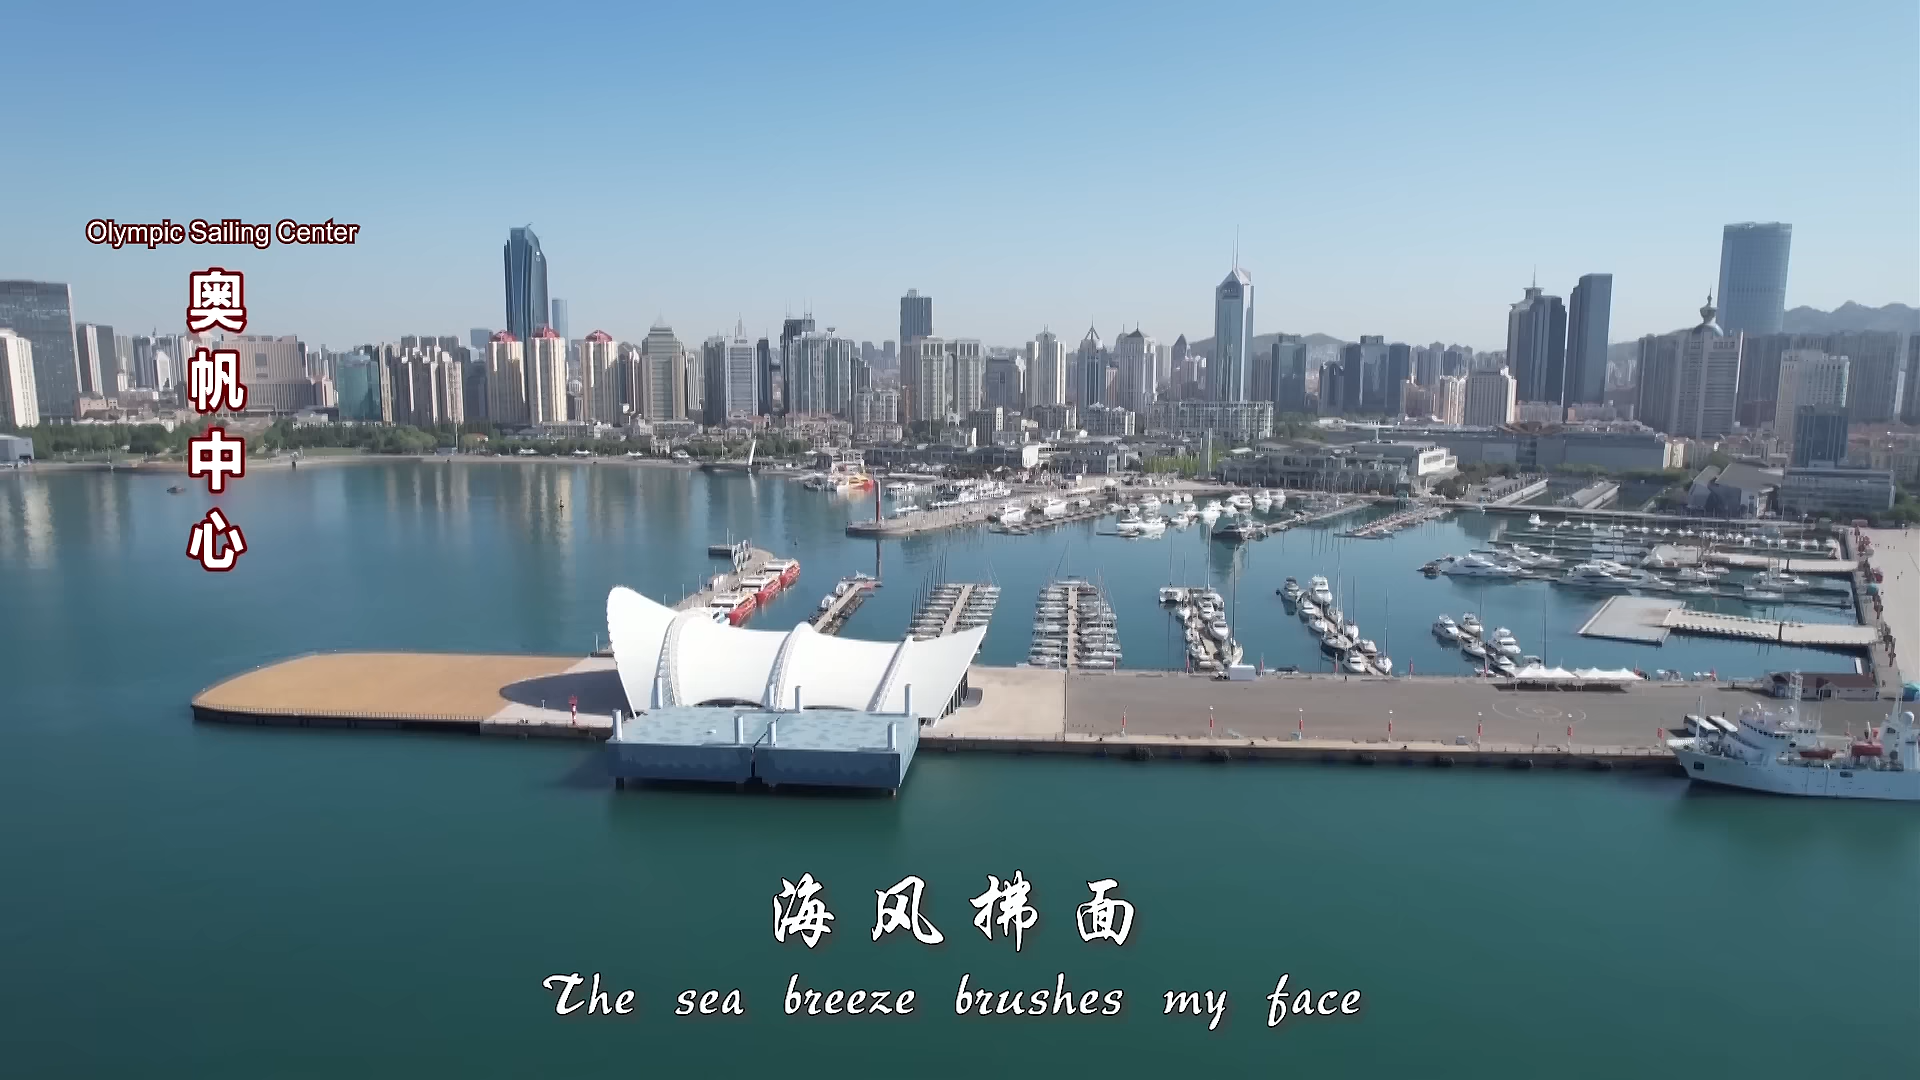 Olympic Sailing Center
奥帆中心
海风拂面
The sea breeze brushes my face